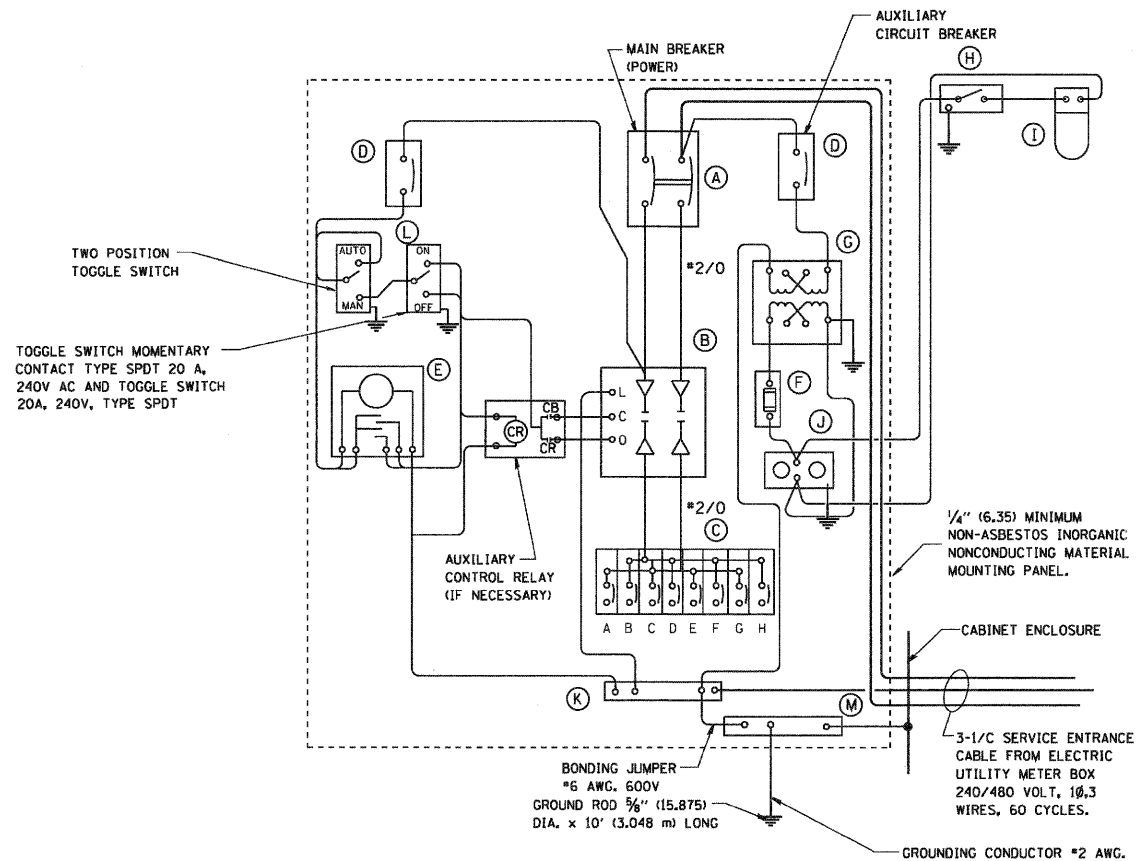 AUXILIARY
CIRCUIT BREAKER
MAIN BREAKER
(POWER)
H
I
D
A
D
L
G
AUTO
MAN
ON
OFF
TWO POSITION
TOGGLE SWITCH
#2/0
B
TOGGLE SWITCH MOMENTARY
CONTACT TYPE SPDT 20 A,
240V AC AND TOGGLE SWITCH
20A, 240V, TYPE SPDT
E
F
L
C
O
CB
CR
CR
J
#2/0
C
AUXILIARY
CONTROL RELAY
(IF NECESSARY)
1/4" (6.35) MINIMUM
NON-ASBESTOS INORGANIC
NONCONDUCTING MATERIAL
MOUNTING PANEL.
A B C D E F G H
CABINET ENCLOSURE
K
M
3-1/C SERVICE ENTRANCE
CABLE FROM ELECTRIC
UTILITY METER BOX
240/480 VOLT, 1Ø,3
WIRES, 60 CYCLES.
BONDING JUMPER
#6 AWG. 600V
GROUND ROD 5/8" (15.875)
DIA. x 10' (3.048 m) LONG
GROUNDING CONDUCTOR #2 AWG.